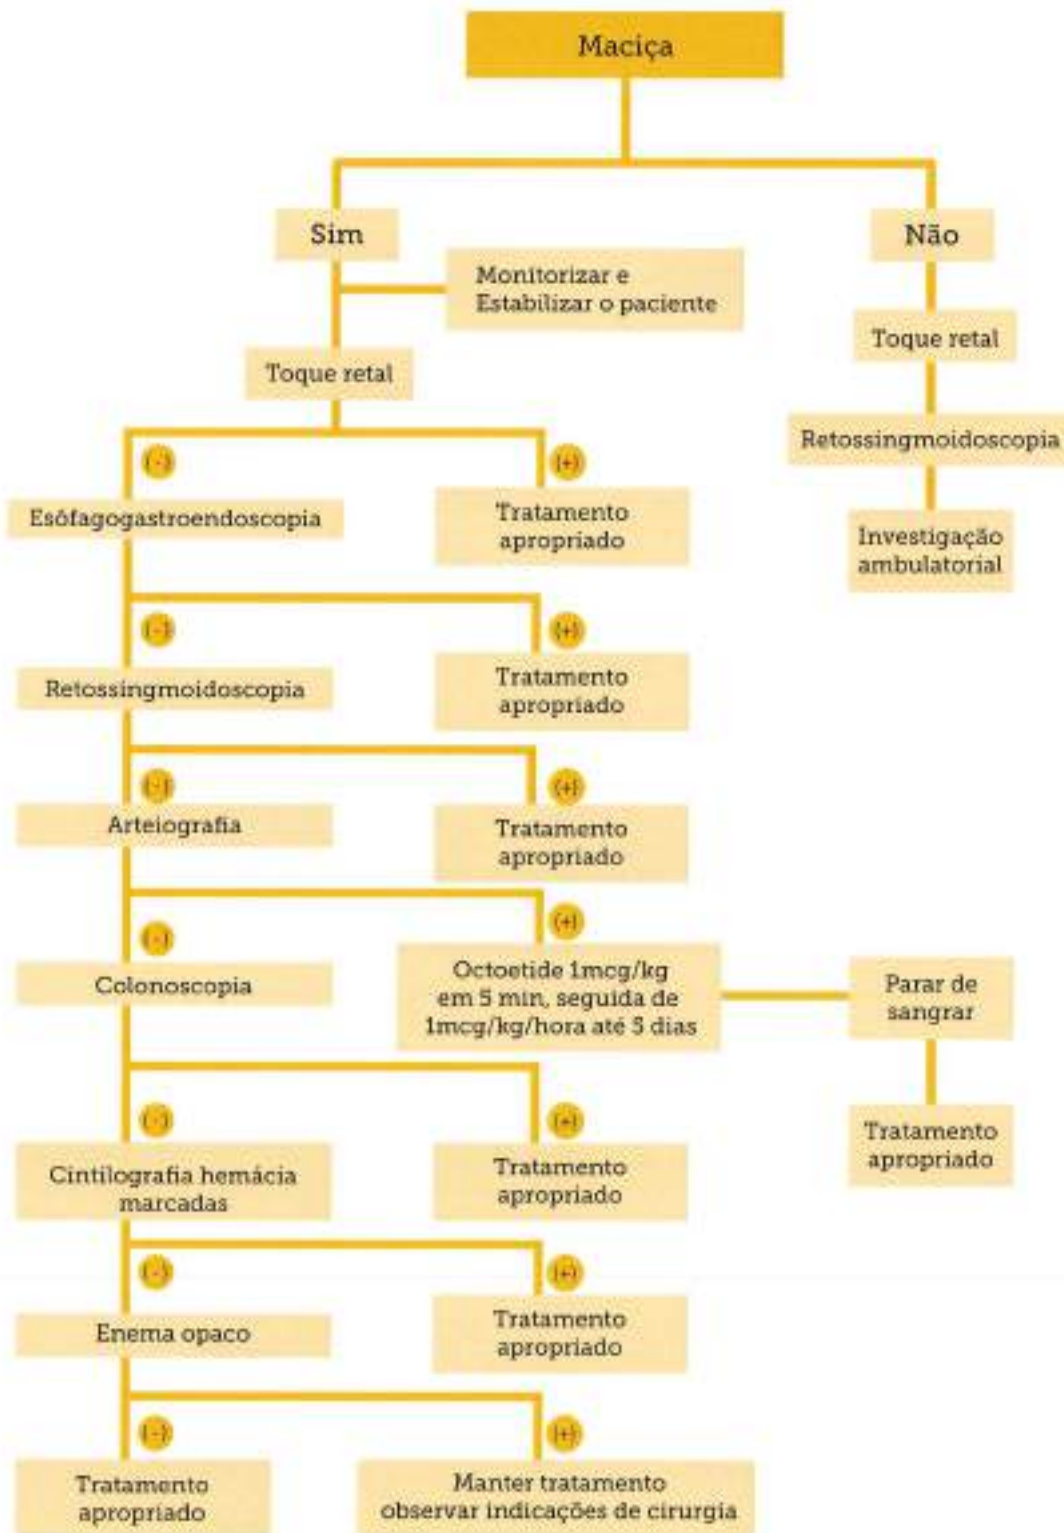 Maciça
Sim
Não
Monitorizar e
Estabilizar o paciente
Toque retal
Toque retal
Retossingmoidoscopia
Investigação
ambulatorial
(-)
(+)
Esôfagogastroendoscopia
Tratamento
apropriado
(-)
(+)
Retossingmoidoscopia
Tratamento
apropriado
(-)
(+)
Arteiografia
Tratamento
apropriado
(-)
(+)
Colonoscopia
Octoetide 1mcg/kg
em 5 min, seguida de
1mcg/kg/hora até 5 dias
Parar de
sangrar
Tratamento
apropriado
(-)
(+)
Cintilografia hemácia
marcadas
Tratamento
apropriado
(-)
(+)
Enema opaco
Tratamento
apropriado
(-)
(+)
Tratamento
apropriado
Manter tratamento
observar indicações de cirurgia